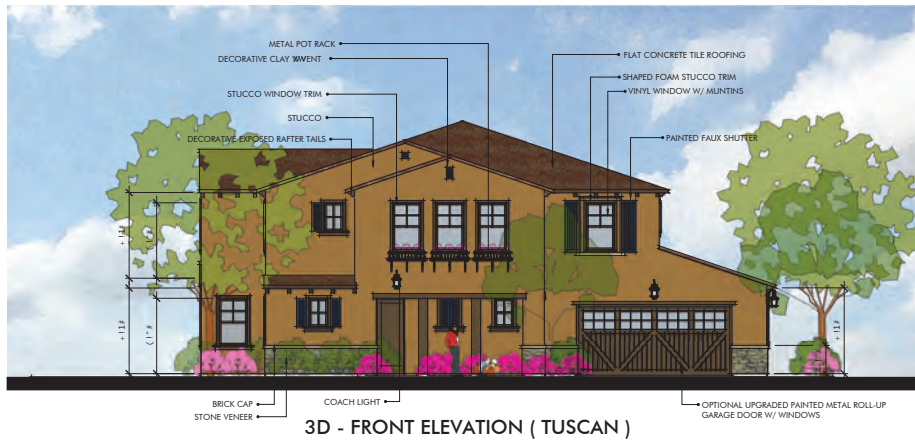 METAL POT RACK
DECORATIVE CLAY VENT
STUCCO WINDOW TRIM
STUCCO
DECORATIVE EXPOSED RAFTER TAILS
FLAT CONCRETE TILE ROOFING
SHAPED FOAM STUCCO TRIM
VINYL WINDOW W/ MUNTINS
PAINTED FAUX SHUTTER
BRICK CAP
STONE VENEER
COACH LIGHT
OPTIONAL UPGRADED PAINTED METAL ROLL-UP
GARAGE DOOR W/ WINDOWS
3D - FRONT ELEVATION ( TUSCAN )